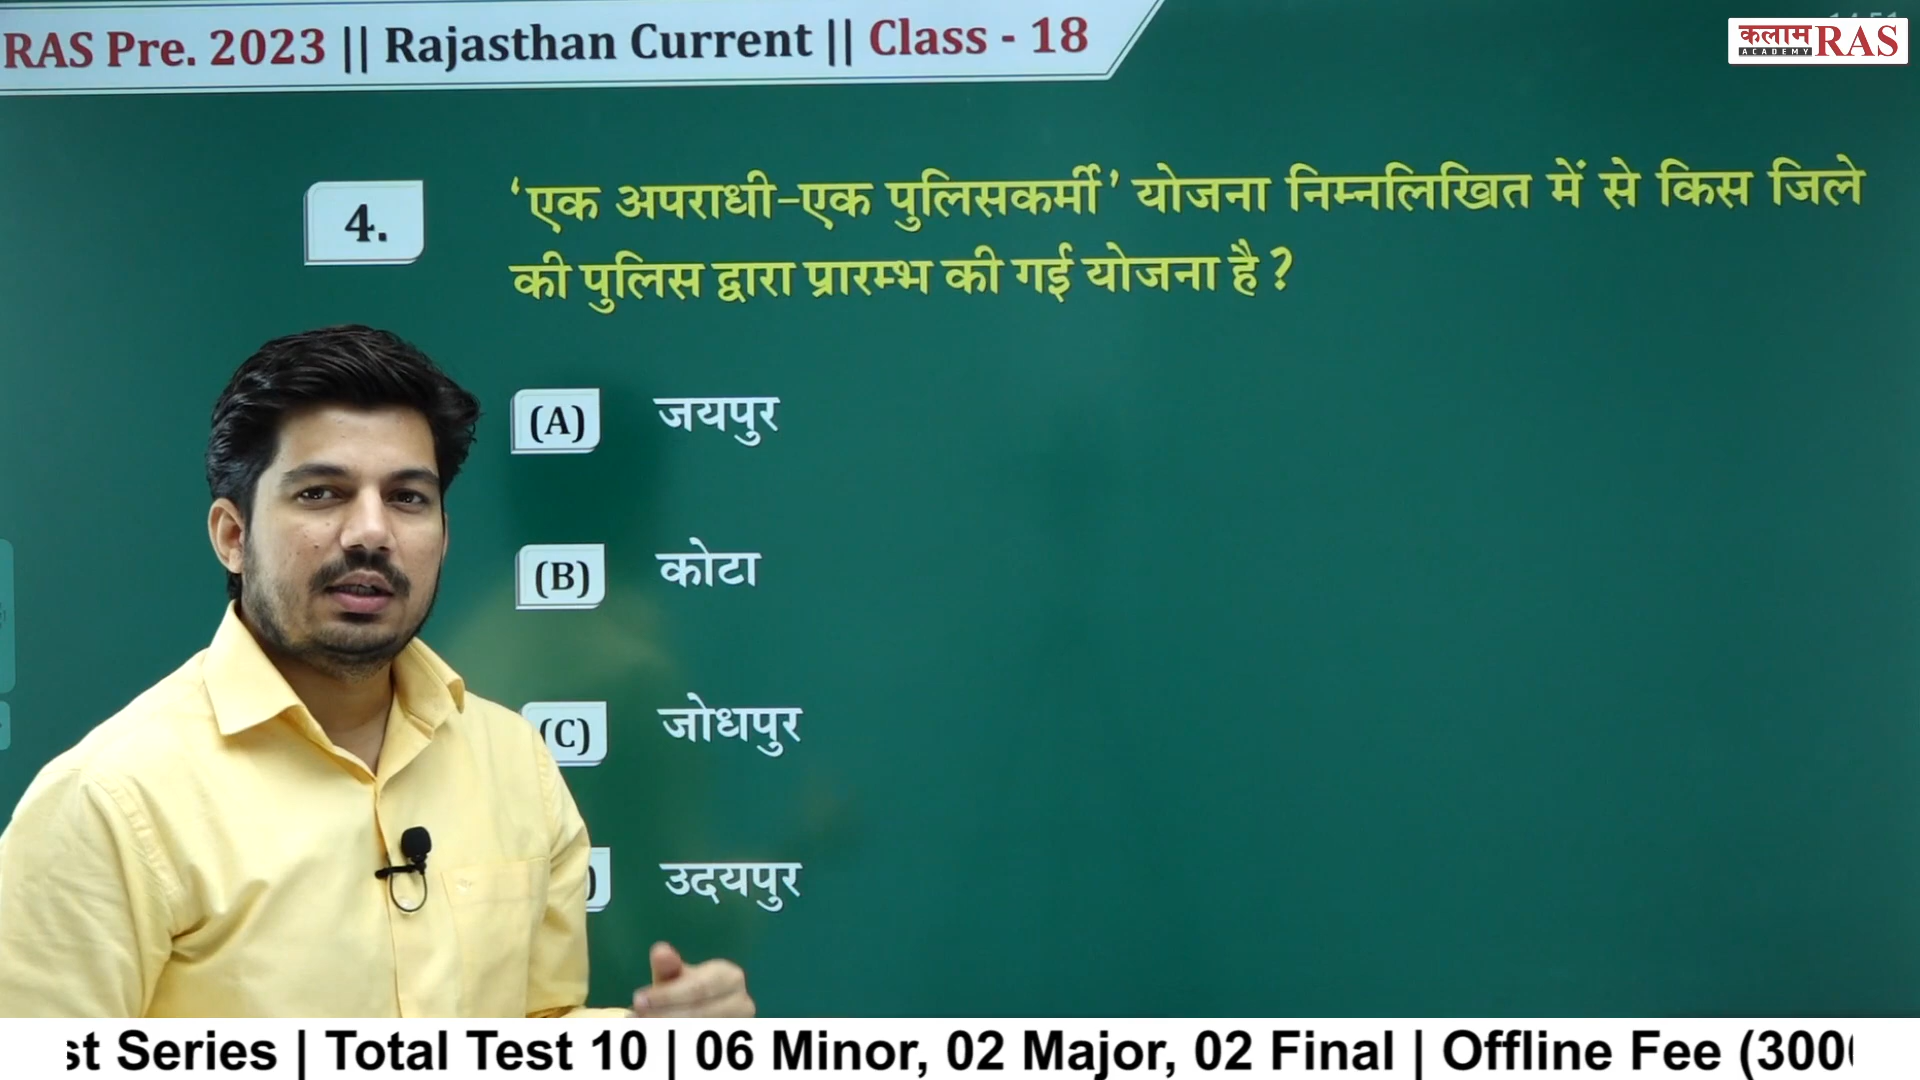 RAS Pre. 2023 || Rajasthan Current || Class - 18
कलाम RAS
ACADEMY
4. 'एक अपराधी-एक पुलिसकर्मी' योजना निम्नलिखित में से किस जिले
की पुलिस द्वारा प्रारम्भ की गई योजना है ?
(A) जयपुर
(B) कोटा
(C) जोधपुर
उदयपुर
Series | Total Test 10 | 06 Minor, 02 Major, 02 Final | Offline Fee